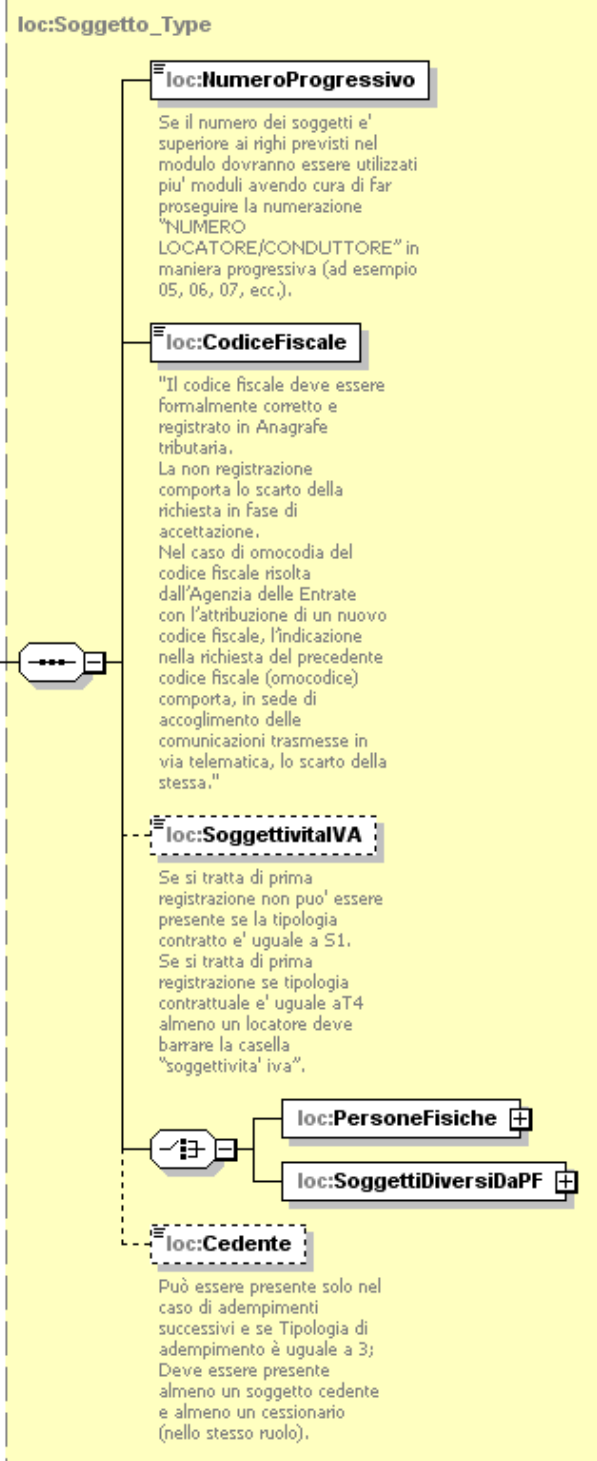 loc:Soggetto_Type
loc:NumeroProgressivo
Se il numero dei soggetti e'
superiore ai righi previsti nel
modulo dovranno essere utilizzati
piu' moduli avendo cura di far
proseguire la numerazione
"NUMERO
LOCATORE/CONDUTTORE" in
maniera progressiva (ad esempio
05, 06, 07, ecc.).
loc:CodiceFiscale
"Il codice fiscale deve essere
formalmente corretto e
registrato in Anagrafe
tributaria.
La non registrazione
comporta lo scarto della
richiesta in fase di
accettazione.
Nel caso di omocodia del
codice fiscale risolta
dall'Agenzia delle Entrate
con l'attribuzione di un nuovo
codice fiscale, l'indicazione
nella richiesta del precedente
codice fiscale (omocodice)
comporta, in sede di
accoglimento delle
comunicazioni trasmesse in
via telematica, lo scarto della
stessa."
loc:SoggettivitaIVA
Se si tratta di prima
registrazione non puo' essere
presente se la tipologia
contratto e' uguale a S1.
Se si tratta di prima
registrazione se tipologia
contrattuale e' uguale aT4
almeno un locatore deve
barrare la casella
"soggettivita' iva".
loc:PersoneFisiche
loc:SoggettiDiversiDaPF
loc:Cedente
Può essere presente solo nel
caso di adempimenti
successivi e se Tipologia di
adempimento è uguale a 3;
Deve essere presente
almeno un soggetto cedente
e almeno un cessionario
(nello stesso ruolo).